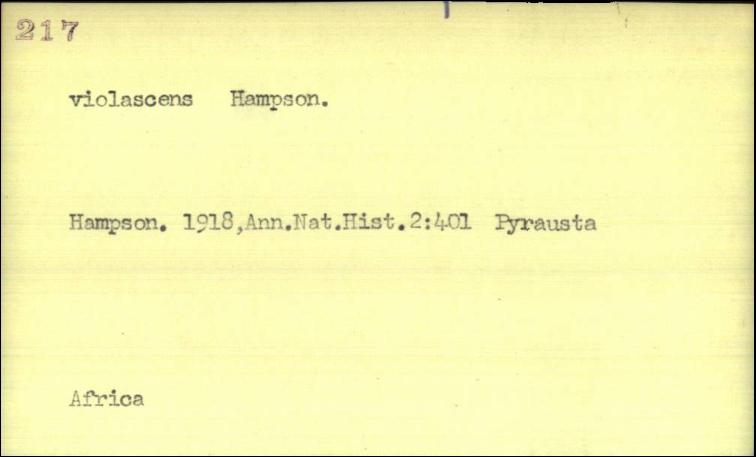 217
violascens Hampson.
Hampson. 1918,Ann.Nat.Hist.2:401 Pyrausta
Africa